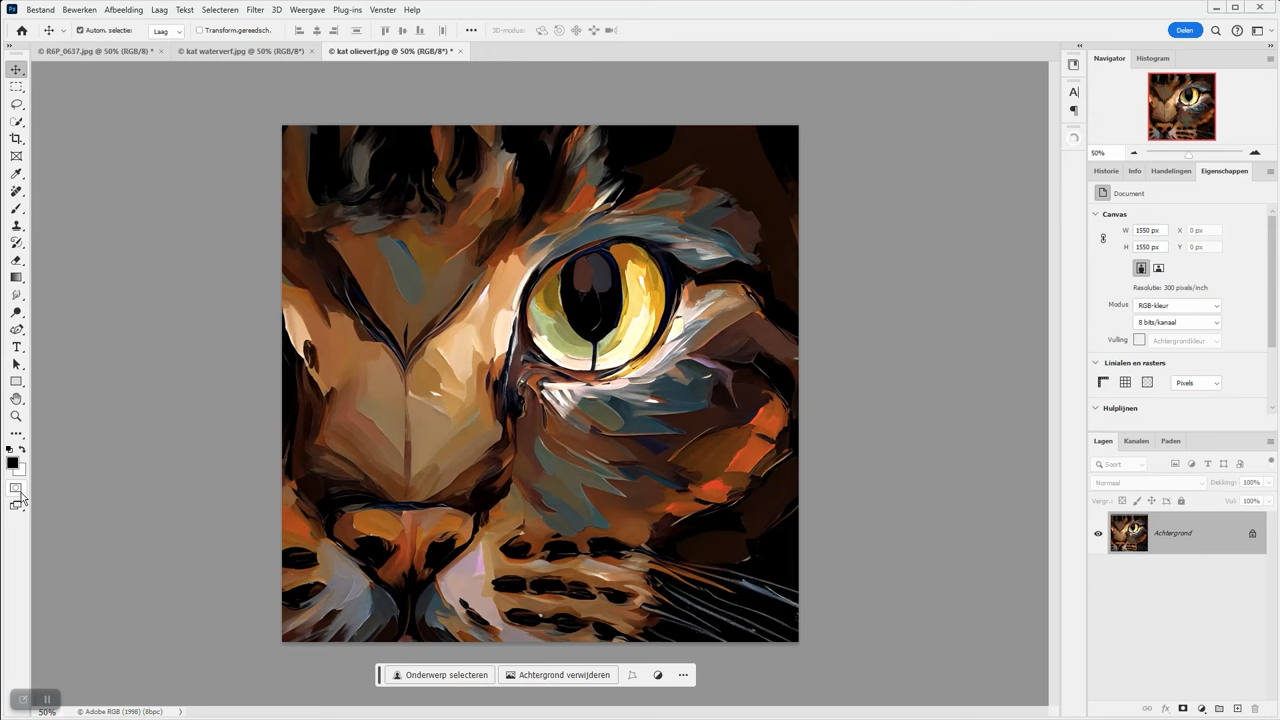 Ps Bestand Bewerken Afbeelding Laag Tekst Selecteren Filter 3D Weergave Plug-ins Venster Help
Autom. selectie: Laag Transform.gereedsch. 3D-modus: Delen
© R6P_0637.jpg @ 50% (RGB/8) * © kat waterverf.jpg @ 50% (RGB/8*) © kat olieverf.jpg @ 50% (RGB/8*) *
Navigator Histogram
50%
Historie Info Handelingen Eigenschappen
Document
Canvas
W 1550 px X 0 px
H 1550 px Y 0 px
Resolutie: 300 pixels/inch
Modus RGB-kleur
8 bits/kanaal
Vulling Achtergrondkleur
Linialen en rasters
Pixels
Hulplijnen
Lagen Kanalen Paden
Soort
Normaal Dekking: 100%
Vergr.: Vul: 100%
Achtergrond
Onderwerp selecteren Achtergrond verwijderen
50% © Adobe RGB (1998) (8bpc)